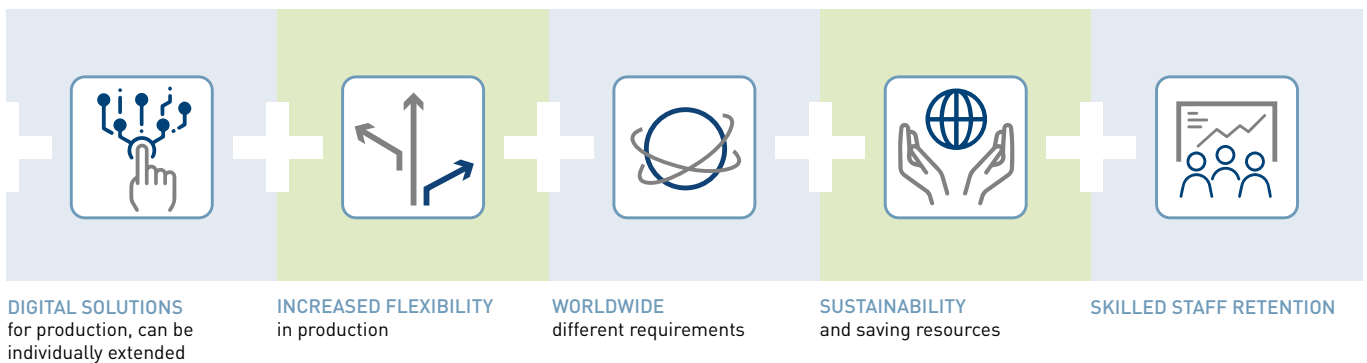 DIGITAL SOLUTIONS
for production, can be
individually extended
INCREASED FLEXIBILITY
in production
WORLDWIDE
different requirements
SUSTAINABILITY
and saving resources
SKILLED STAFF RETENTION